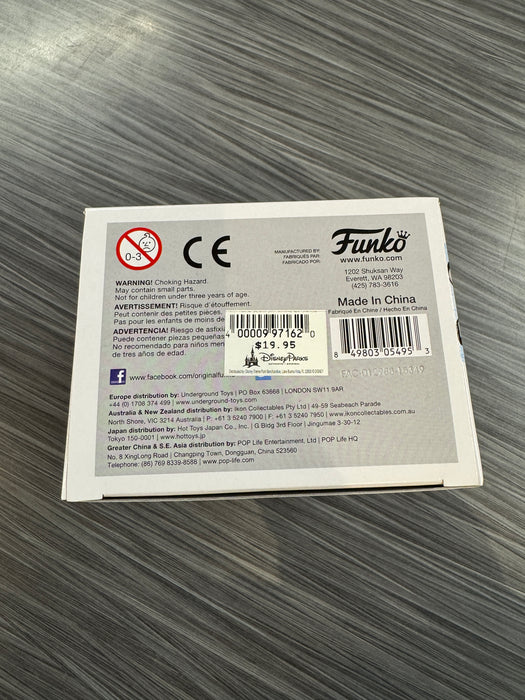 0-3
CE
MANUFACTURED BY:
FABRIQUÉS PAR:
FABRICADO POR:
Funko
www.funko.com
1202 Shuksan Way
Everett, WA 98203
(425) 783-3616
Made In China
Fabriqué En Chine / Hecho En China
8 49803 05495 3
WARNING! Choking Hazard.
May contain small parts.
Not for children under three years of age.
AVERTISSEMENT! Risque d'étouffement.
Peut contenir des petites pièces.
Pas pour les enfants de moins de
ADVERTENCIA! Riesgo de asfixia
Puede contener piezas pequeñas
No recomendado para niños men
de tres años de edad.
4 00009 97162 0
$19.95
Disney Parks
f www.facebook.com/originalfunko
Europe distribution by: Underground Toys | PO Box 63868 | LONDON SW11 9AR
+44 (0) 1708 374 499 | www.underground-toys.com
Australia & New Zealand distribution by: Ikon Collectables Pty Ltd | 49-59 Seabeach Parade
North Shore, VIC 3214 Australia | P: +61 3 5240 7900 | F: +61 3 5240 7950 | www.ikoncollectables.com.au
Japan distribution by: Hot Toys Japan Co., Inc. | G Bldg 3rd Floor | Jingumae 3-30-12
Tokyo 150-0001 | www.hottoys.jp
Greater China & S.E. Asia distribution by: POP Life Entertainment, Ltd | POP Life HQ
No. 8 XingLong Road | Changping Town, Dongguan, China 523560
Telephone: (86) 769 8339-8588 | www.pop-life.com